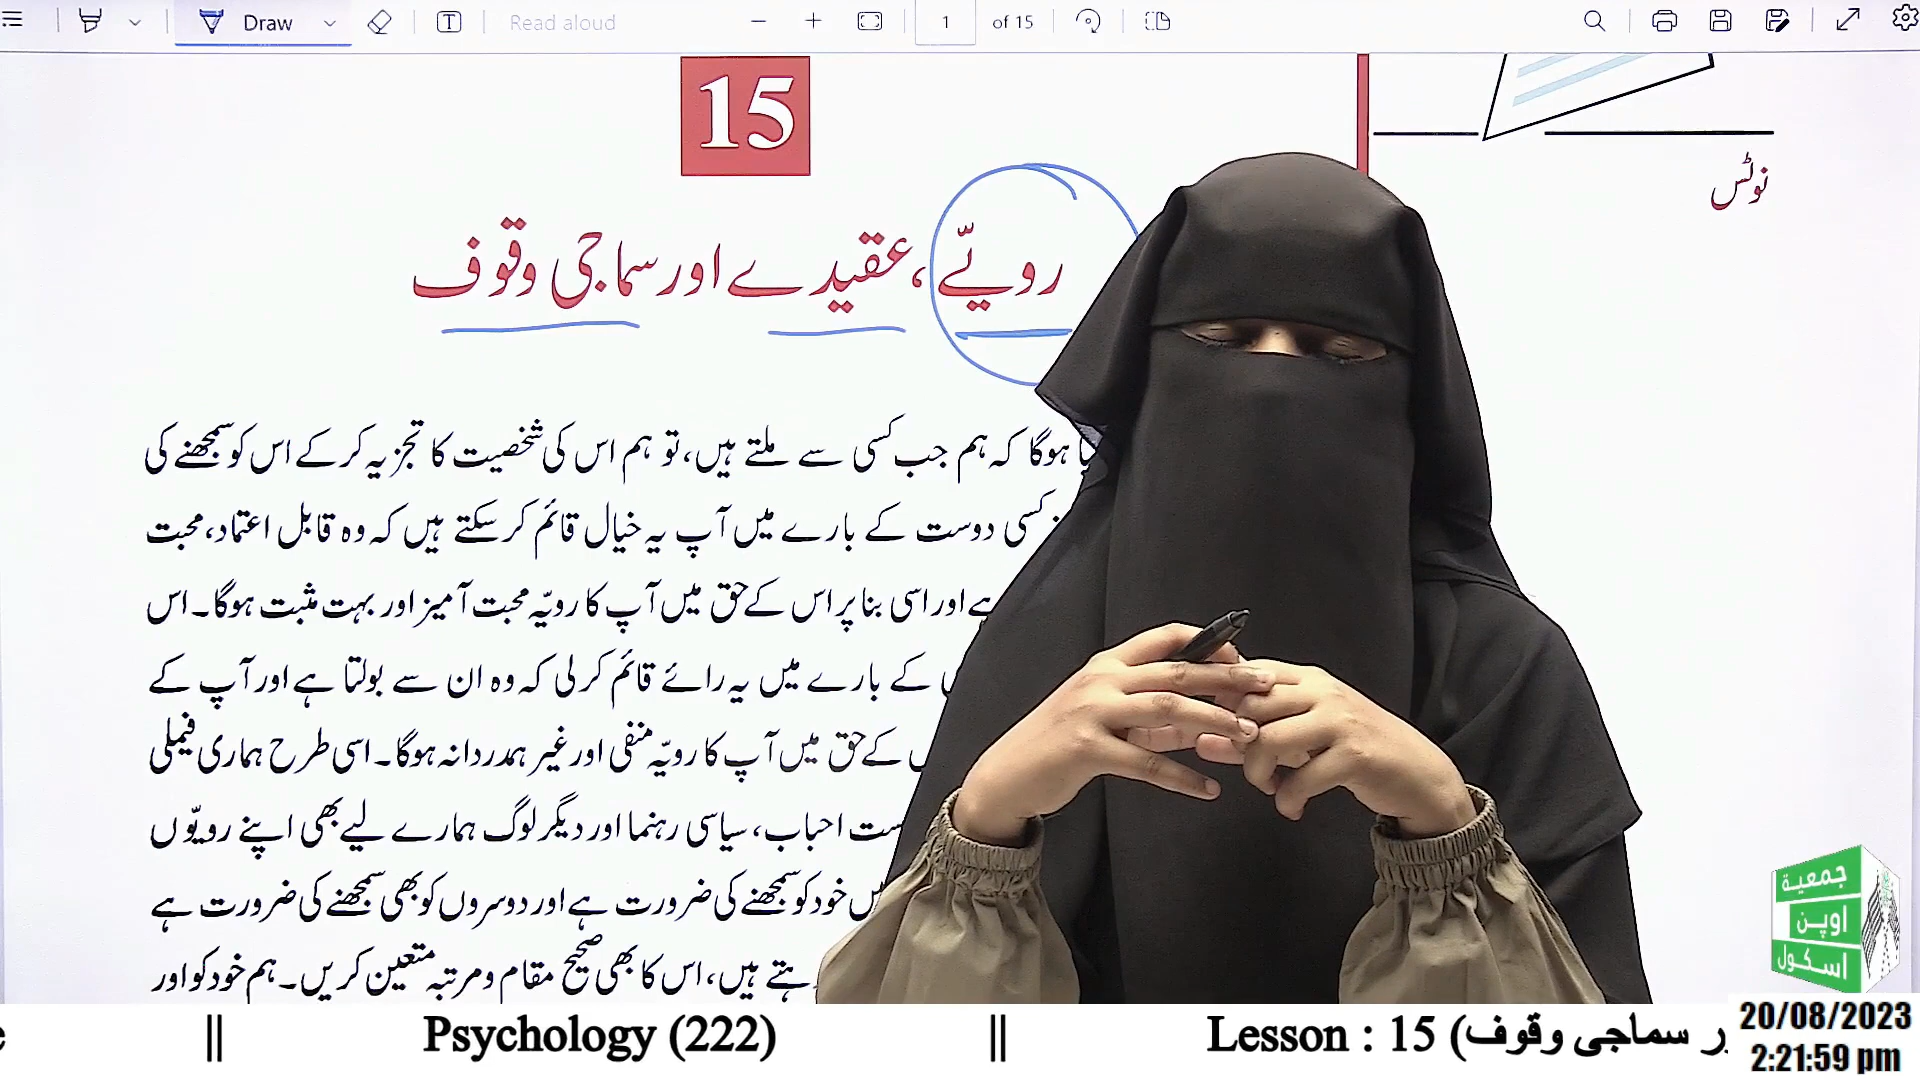 Draw
Read aloud
1
of 15
15
نوٹس
رویّے، عقیدے اور سماجی وقوف
ہوگا کہ ہم جب کسی سے ملتے ہیں، تو ہم اس کی شخصیت کا تجزیہ کر کے اس کو سمجھنے کی
کسی دوست کے بارے میں آپ یہ خیال قائم کر سکتے ہیں کہ وہ قابل اعتماد، محبت
ہے اور اسی بنا پر اس کے حق میں آپ کا رویّہ محبت آمیز اور بہت مثبت ہوگا۔ اس
کے بارے میں یہ رائے قائم کر لی کہ وہ ان سے بولتا ہے اور آپ کے
کے حق میں آپ کا رویّہ منفی اور غیر ہمدردانہ ہوگا۔ اسی طرح ہماری فیملی
احباب، سیاسی رہنما اور دیگر لوگ ہمارے لیے بھی اپنے رویّوں
خود کو سمجھنے کی ضرورت ہے اور دوسروں کو بھی سمجھنے کی ضرورت ہے
ہیں، اس کا بھی صحیح مقام و مرتبہ متعین کریں۔ ہم خود کو اور
جمعیة
اوپن
اسکول
|| Psychology (222) || Lesson : 15 (ر سماجی وقوف
20/08/2023
2:21:59 pm